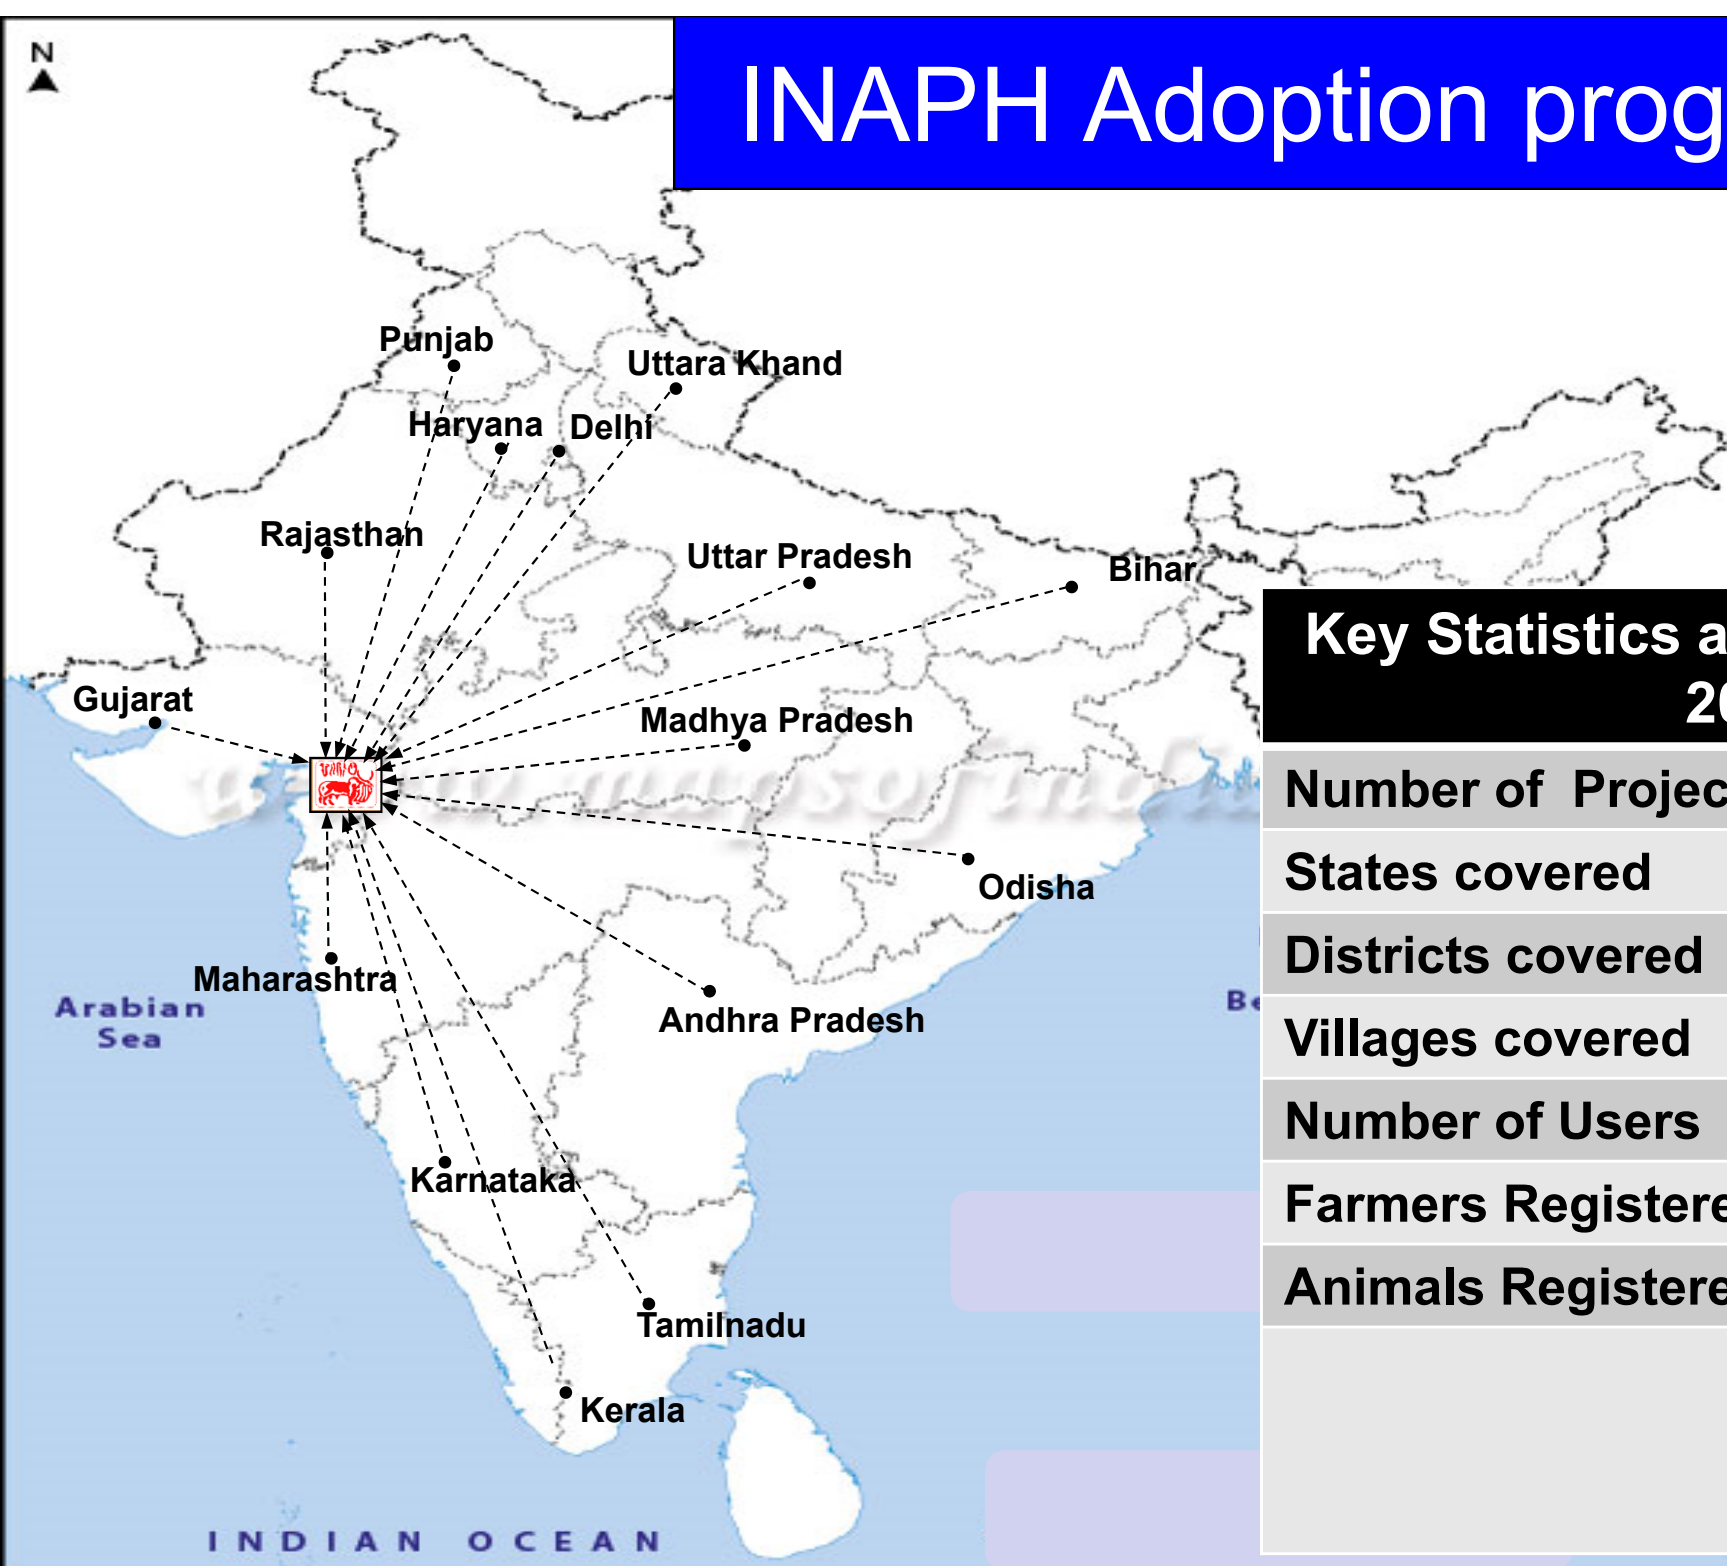 N
INAPH Adoption prog
Punjab
Uttara Khand
Haryana
Delhi
Rajasthan
Uttar Pradesh
Bihar
Key Statistics a
20
Gujarat
Madhya Pradesh
Number of Projec
States covered
Odisha
Districts covered
Maharashtra
Arabian
Sea
Andhra Pradesh
Villages covered
Number of Users
Karnataka
Farmers Registere
Animals Registere
Tamilnadu
Kerala
INDIAN OCEAN